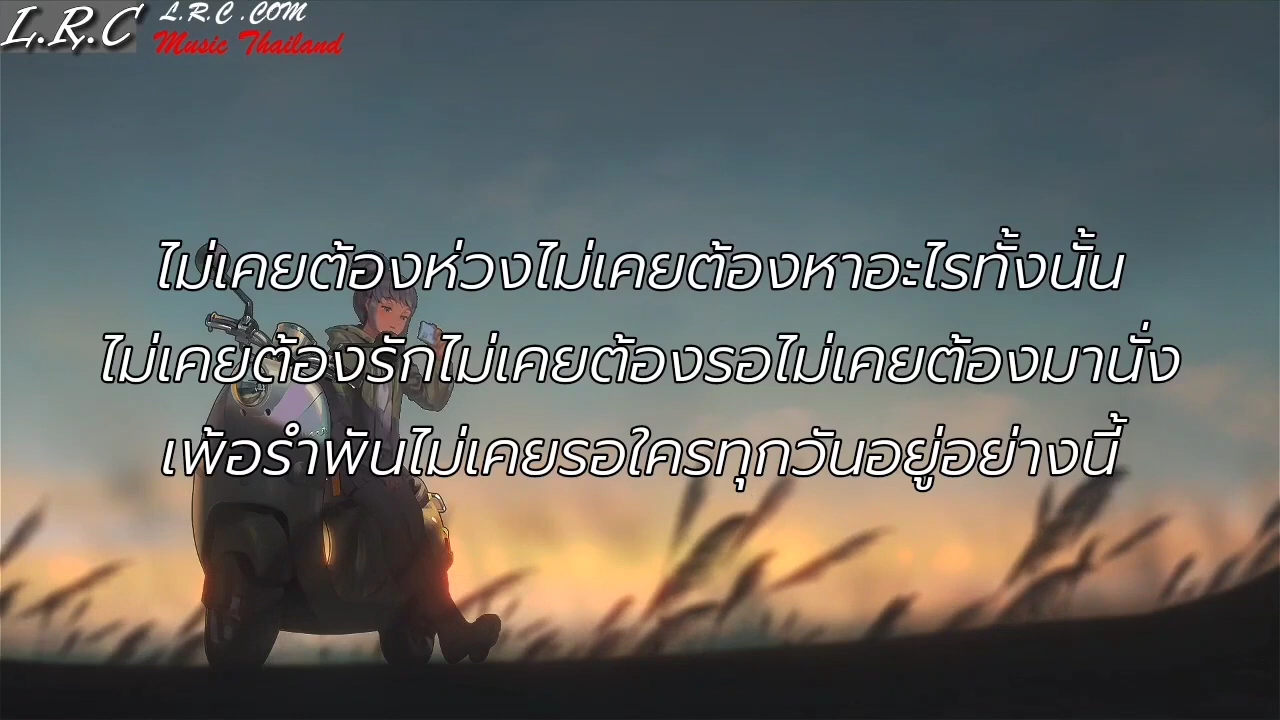 L.R.C
L.R.C .COM
Music Thailand
ไม่เคยต้องห่วงไม่เคยต้องหาอะไรทั้งนั้น
ไม่เคยต้องรักไม่เคยต้องรอไม่เคยต้องมานั่ง
เพ้อรำพันไม่เคยรอใครทุกวันอยู่อย่างนี้